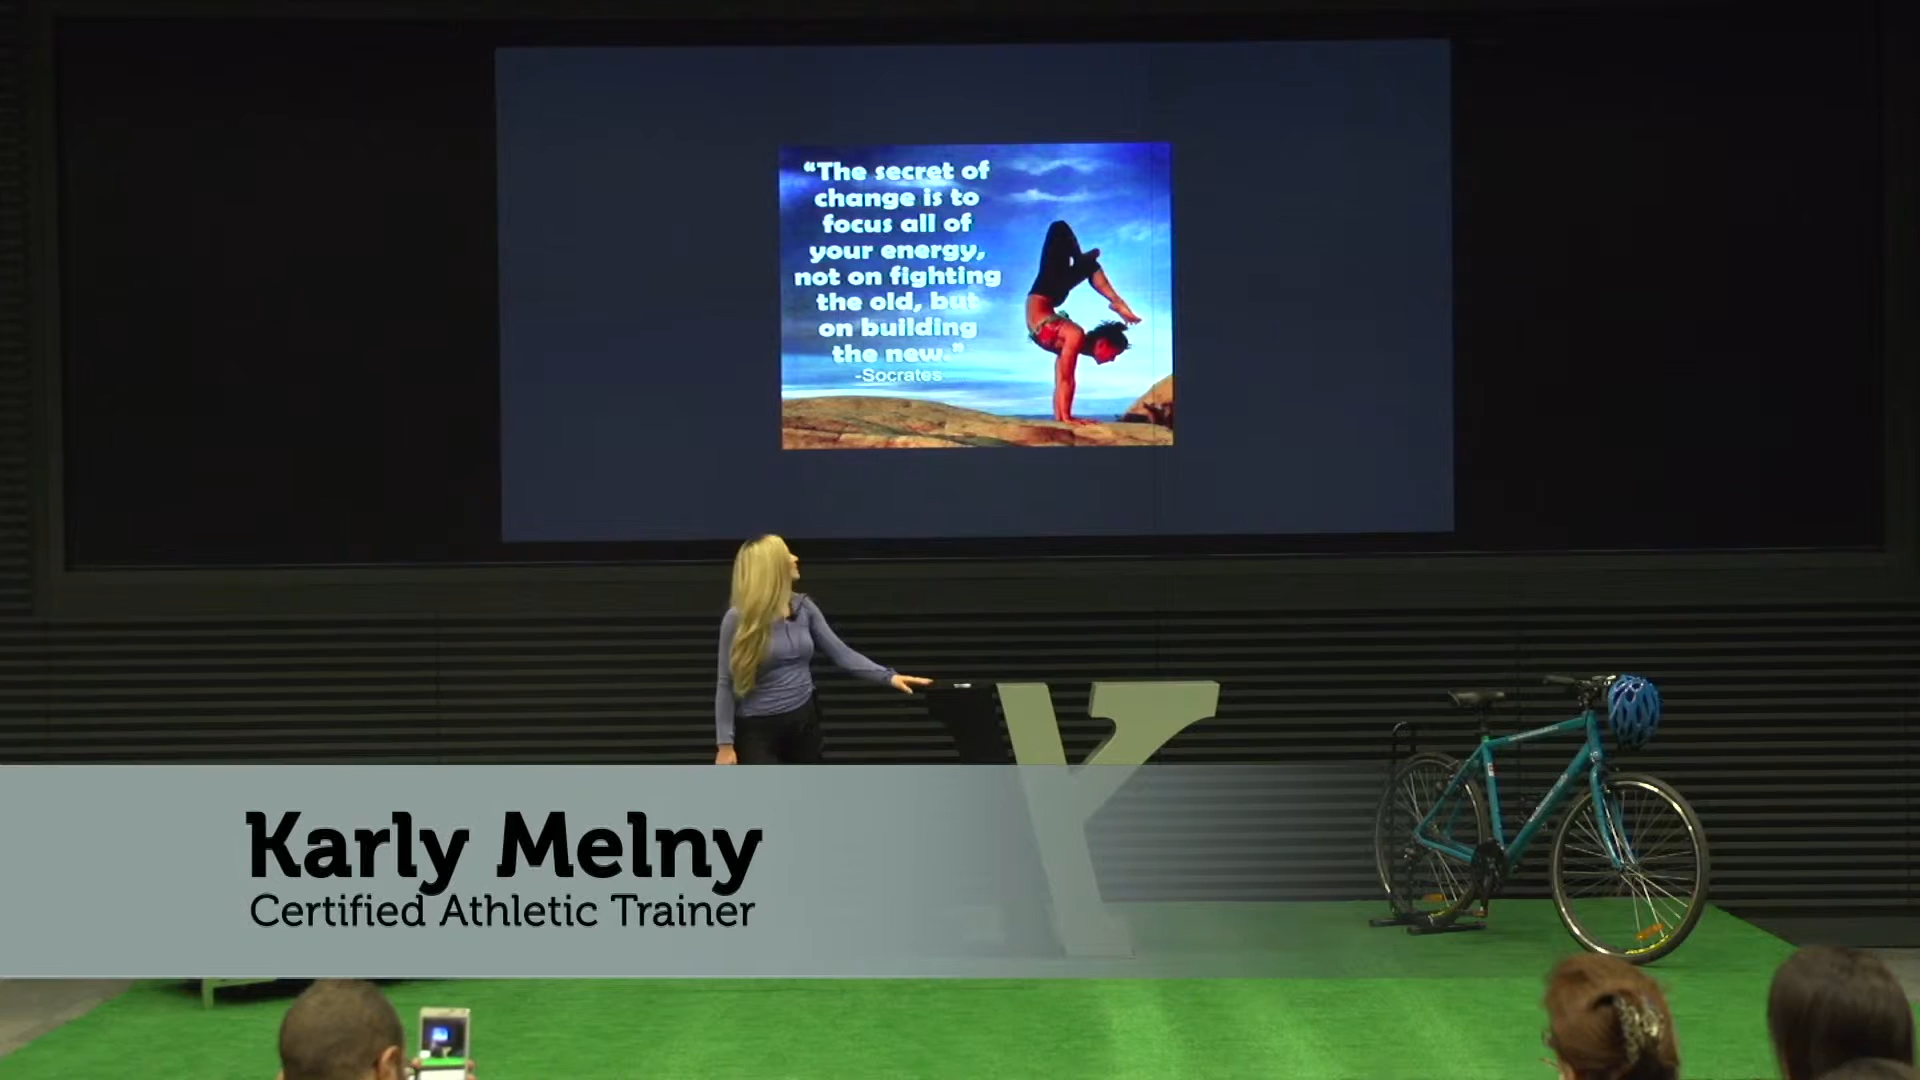 “The secret of
change is to
focus all of
your energy,
not on fighting
the old, but
on building
the new.”
-Socrates
Karly Melny
Certified Athletic Trainer